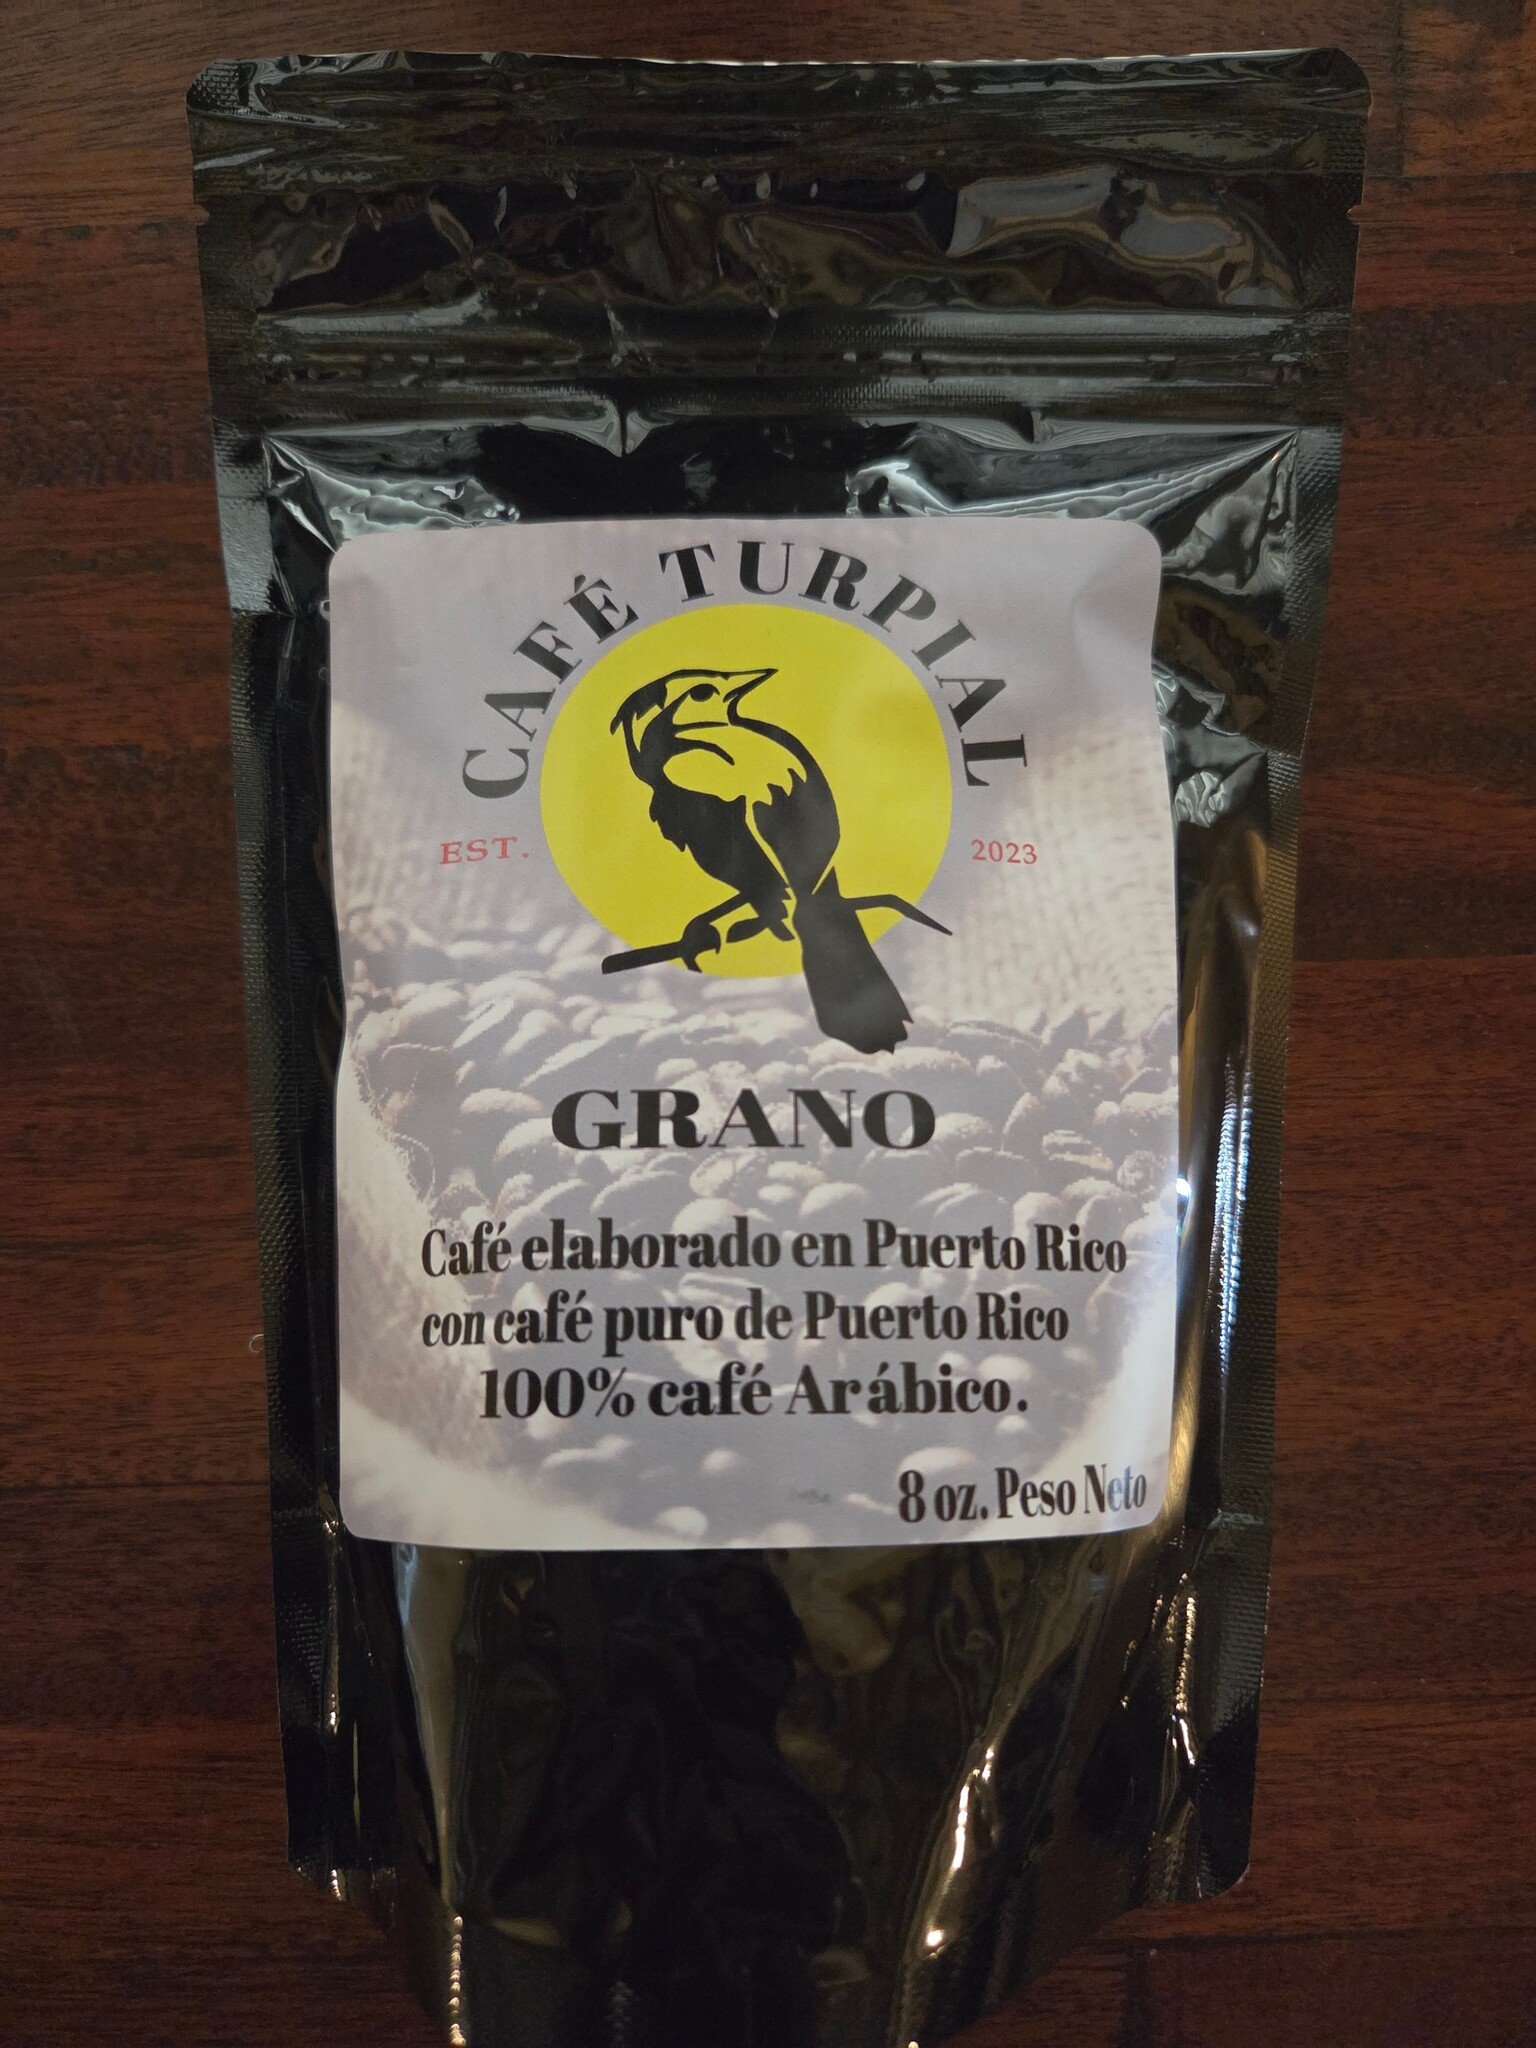 CAFÉ TURPIAL
EST. 2023
GRANO
Café elaborado en Puerto Rico
con café puro de Puerto Rico
100% café Arábico.
8 oz. Peso Neto